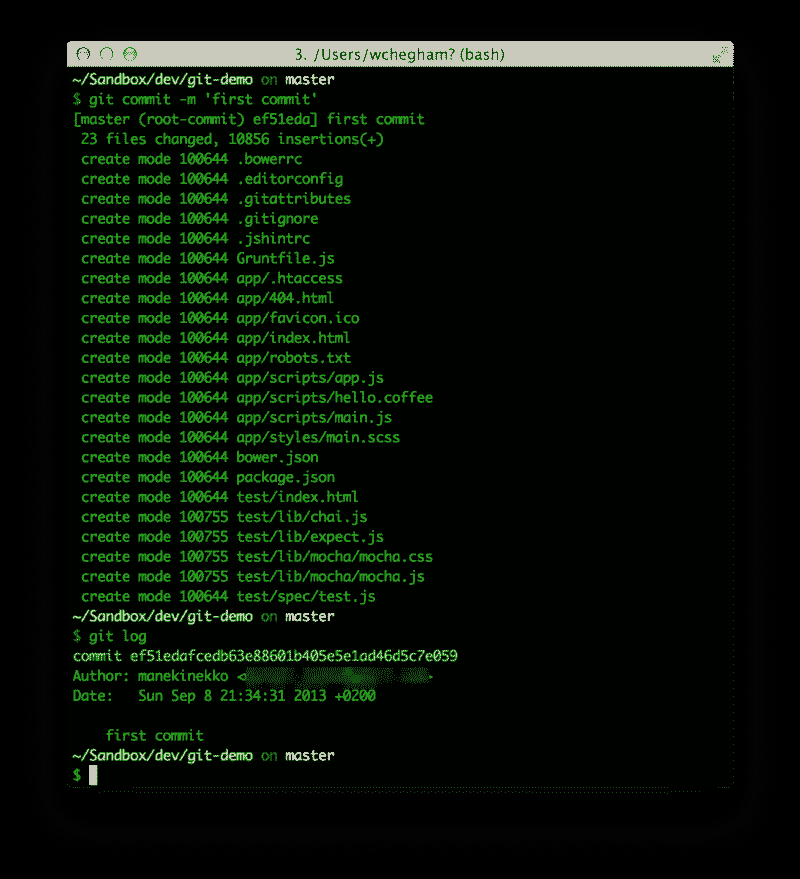 3. /Users/wchegham? (bash)
~/Sandbox/dev/git-demo on master
$ git commit -m 'first commit'
[master (root-commit) ef51eda] first commit
 23 files changed, 10856 insertions(+)
 create mode 100644 .bowerrc
 create mode 100644 .editorconfig
 create mode 100644 .gitattributes
 create mode 100644 .gitignore
 create mode 100644 .jshintrc
 create mode 100644 Gruntfile.js
 create mode 100644 app/.htaccess
 create mode 100644 app/404.html
 create mode 100644 app/favicon.ico
 create mode 100644 app/index.html
 create mode 100644 app/robots.txt
 create mode 100644 app/scripts/app.js
 create mode 100644 app/scripts/hello.coffee
 create mode 100644 app/scripts/main.js
 create mode 100644 app/styles/main.scss
 create mode 100644 bower.json
 create mode 100644 package.json
 create mode 100644 test/index.html
 create mode 100755 test/lib/chai.js
 create mode 100755 test/lib/expect.js
 create mode 100755 test/lib/mocha/mocha.css
 create mode 100755 test/lib/mocha/mocha.js
 create mode 100644 test/spec/test.js
~/Sandbox/dev/git-demo on master
$ git log
commit ef51edafcedb63e88601b405e5e1ad46d5c7e059
Author: manekinekko <
Date:   Sun Sep 8 21:34:31 2013 +0200
    first commit
~/Sandbox/dev/git-demo on master
$